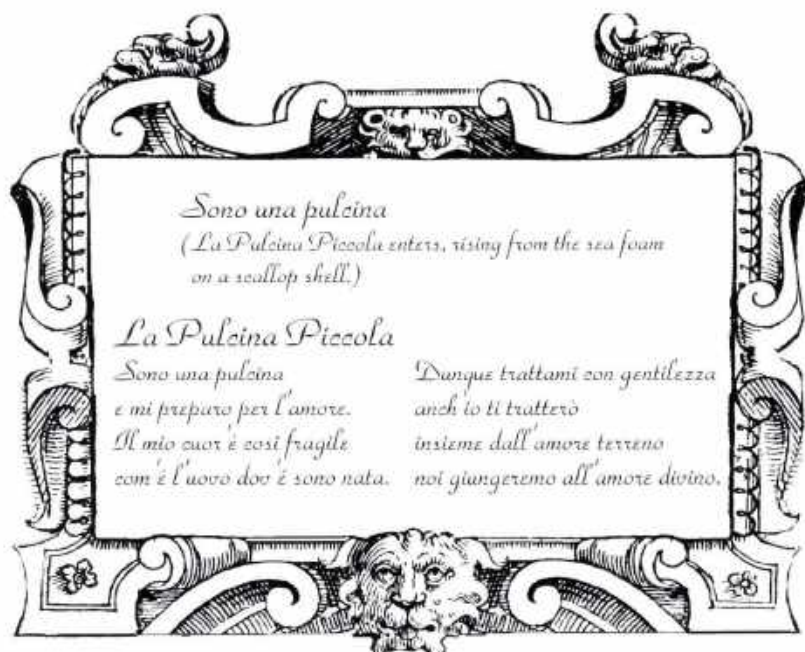 Sono una pulcina
(La Pulcina Piccola enters, rising from the sea foam
on a scallop shell.)
La Pulcina Piccola
Sono una pulcina
e mi preparo per l'amore.
Il mio cuor è così fragile
com'è l'uovo dov'è sono nata.
Dunque trattami con gentilezza
anch'io ti tratterò
insieme dall'amore terreno
noi giungeremo all'amore divino.